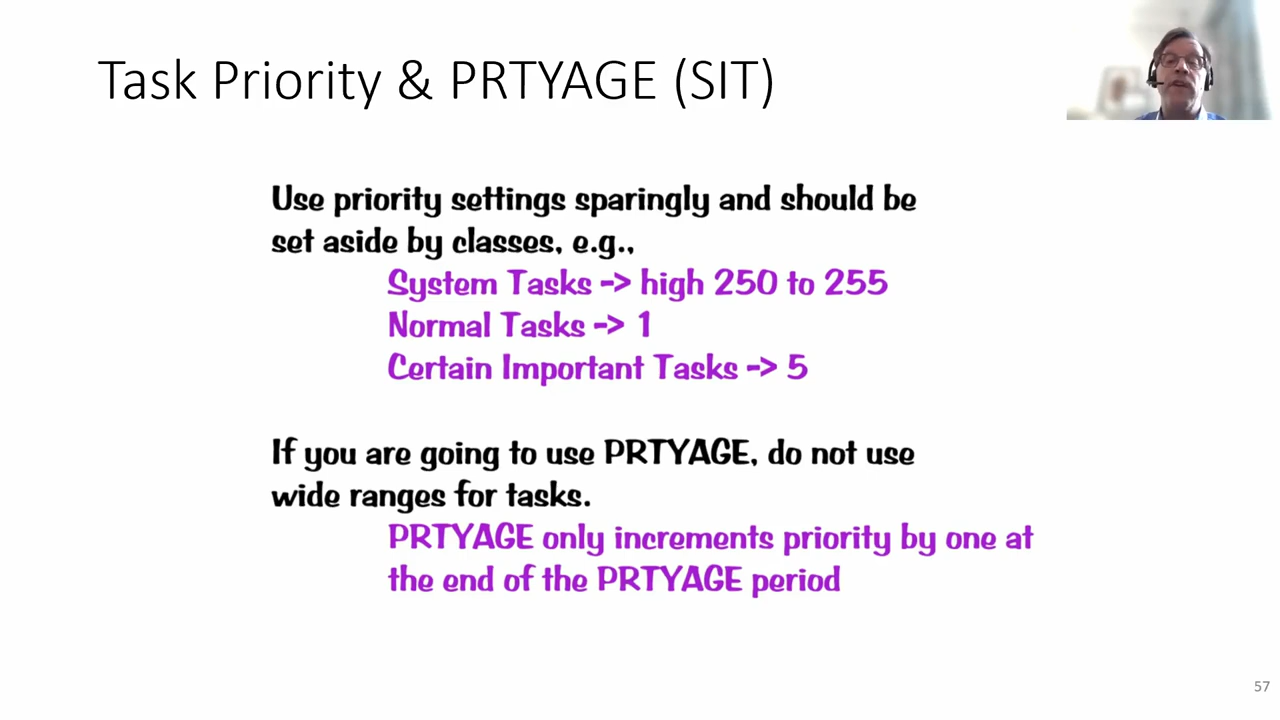 Task Priority & PRTYAGE (SIT)
Use priority settings sparingly and should be
set aside by classes, e.g.,
System Tasks -> high 250 to 255
Normal Tasks -> 1
Certain Important Tasks -> 5
If you are going to use PRTYAGE, do not use
wide ranges for tasks.
PRTYAGE only increments priority by one at
the end of the PRTYAGE period
57